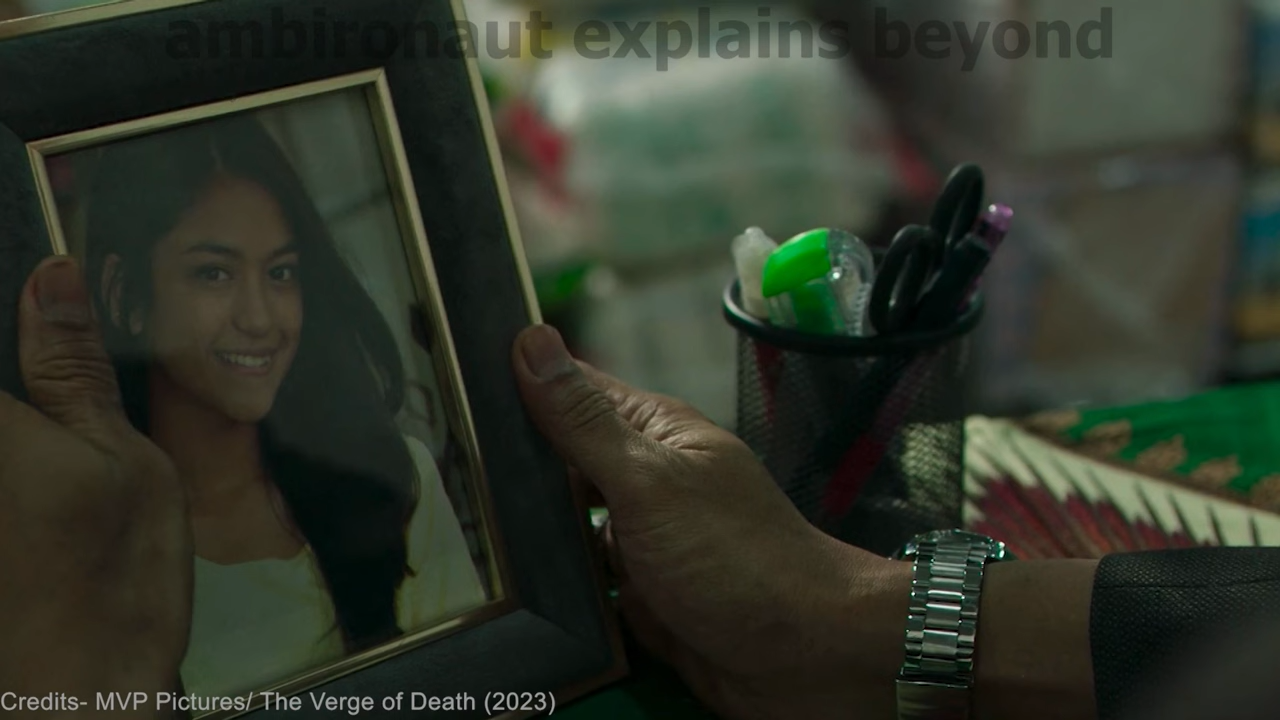 ambironaut explains beyond
Credits- MVP Pictures/ The Verge of Death (2023)